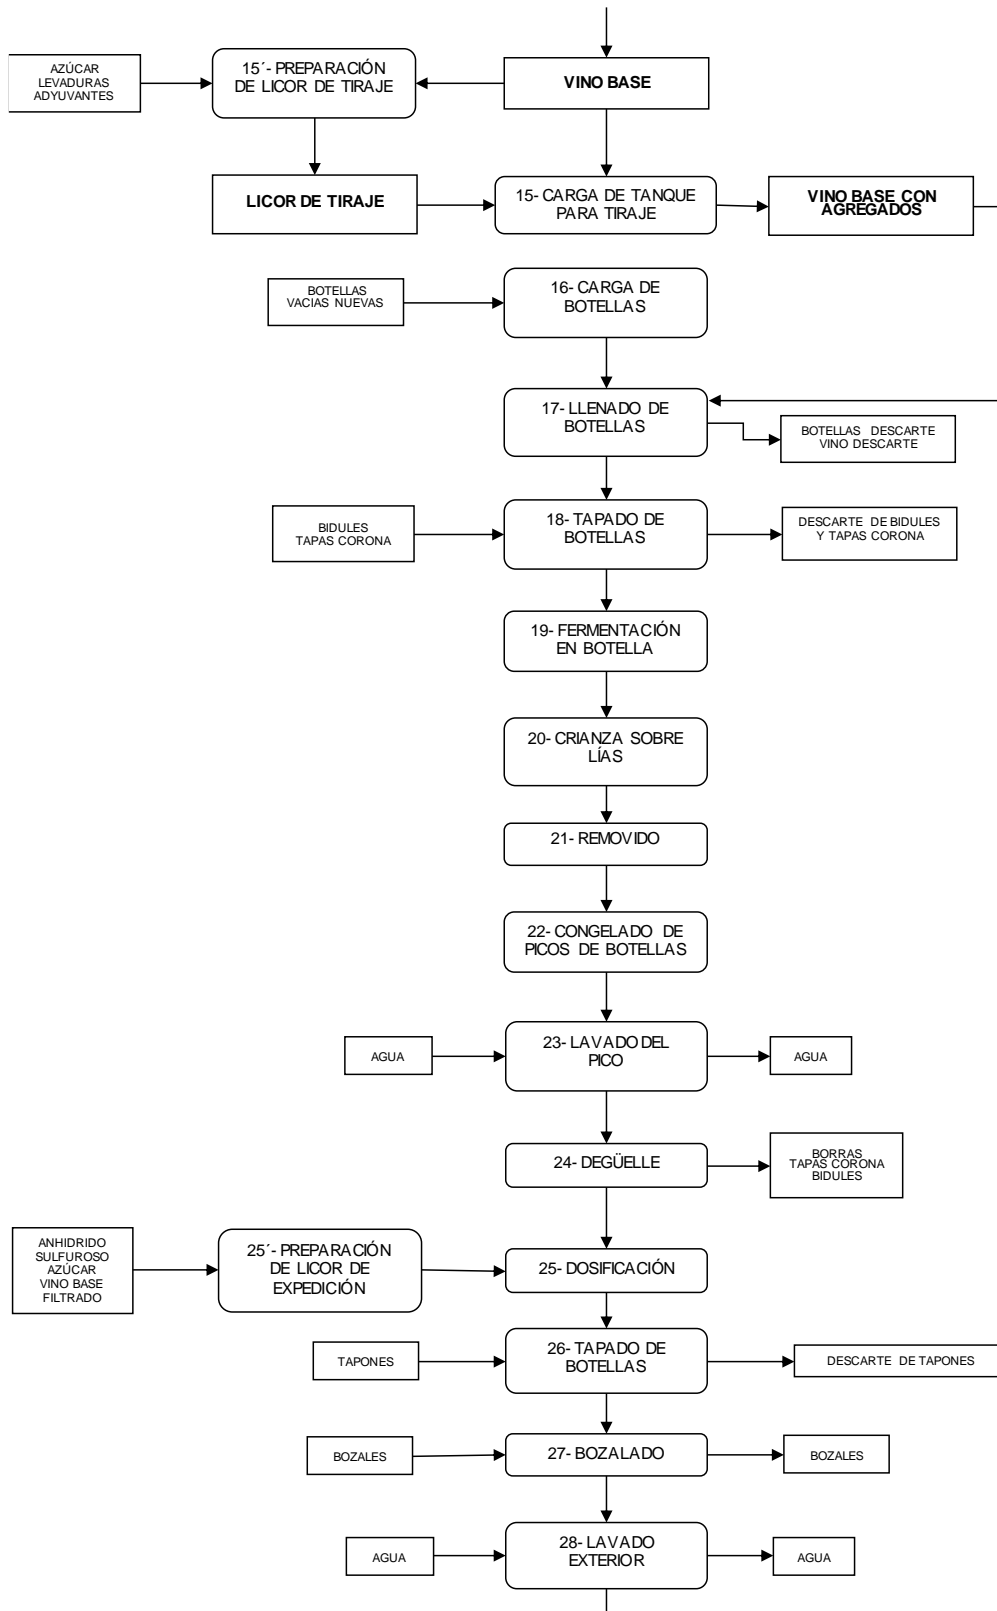 AZÚCAR
LEVADURAS
ADYUVANTES
15´- PREPARACIÓN
DE LICOR DE TIRAJE
VINO BASE
LICOR DE TIRAJE
15- CARGA DE TANQUE
PARA TIRAJE
VINO BASE CON
AGREGADOS
BOTELLAS
VACIAS NUEVAS
16- CARGA DE
BOTELLAS
17- LLENADO DE
BOTELLAS
BOTELLAS DESCARTE
VINO DESCARTE
BIDULES
TAPAS CORONA
18- TAPADO DE
BOTELLAS
DESCARTE DE BIDULES
Y TAPAS CORONA
19- FERMENTACIÓN
EN BOTELLA
20- CRIANZA SOBRE
LÍAS
21- REMOVIDO
22- CONGELADO DE
PICOS DE BOTELLAS
AGUA
23- LAVADO DEL
PICO
AGUA
24- DEGÜELLE
BORRAS
TAPAS CORONA
BIDULES
ANHIDRIDO
SULFUROSO
AZÚCAR
VINO BASE
FILTRADO
25´- PREPARACIÓN
DE LICOR DE
EXPEDICIÓN
25- DOSIFICACIÓN
TAPONES
26- TAPADO DE
BOTELLAS
DESCARTE DE TAPONES
BOZALES
27- BOZALADO
BOZALES
AGUA
28- LAVADO
EXTERIOR
AGUA